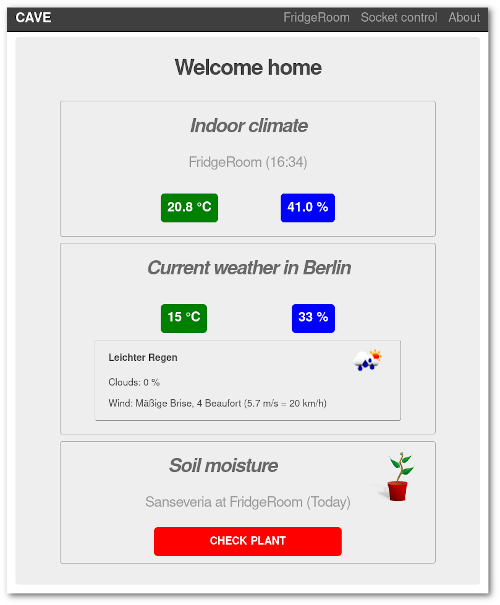 CAVE FridgeRoom Socket control About
Welcome home
Indoor climate
FridgeRoom (16:34)
20.8 °C 41.0 %
Current weather in Berlin
15 °C 33 %
Leichter Regen
Clouds: 0 %
Wind: Mäßige Brise, 4 Beaufort (5.7 m/s = 20 km/h)
Soil moisture
Sanseveria at FridgeRoom (Today)
CHECK PLANT